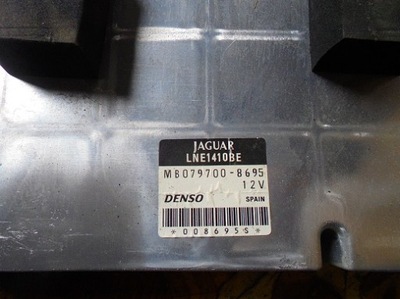 JAGUAR
LNE1410BE
MB079700-8695
12V
DENSO SPAIN
*008695S*